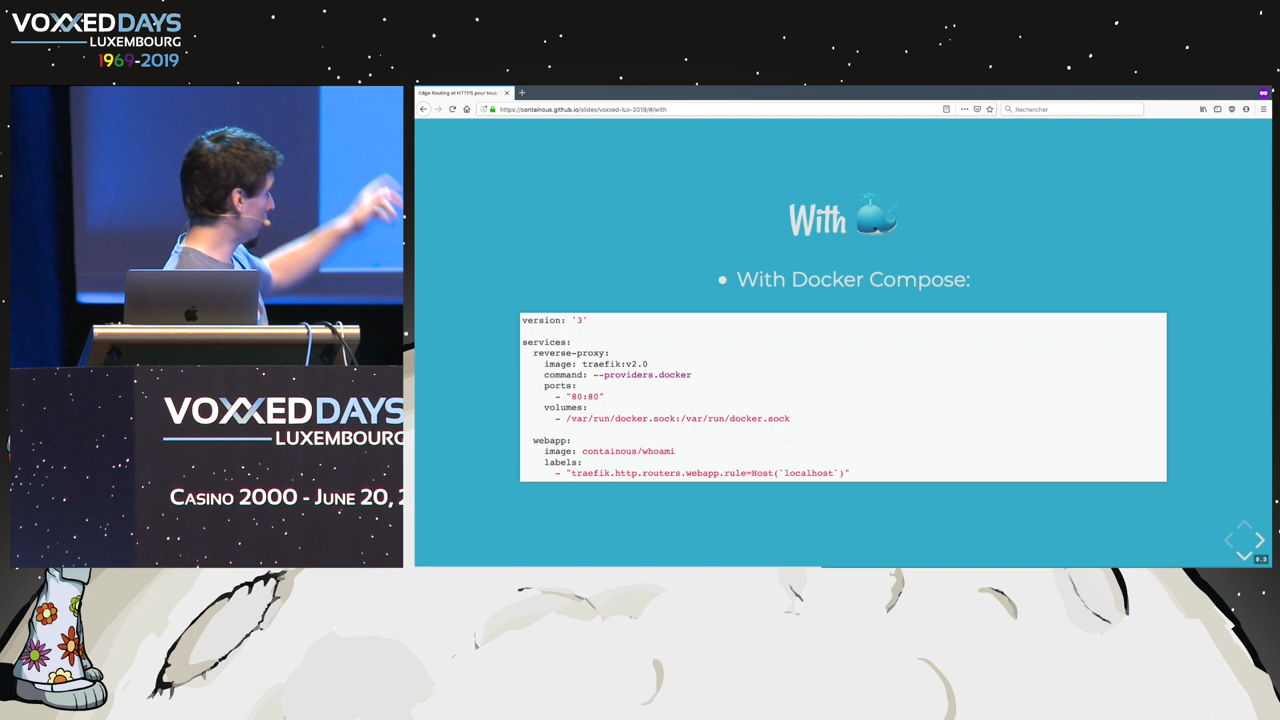 VOXXED DAYS
LUXEMBOURG
1969-2019
Edge Routing et HTTPS pour tous
https://containous.github.io/slides/voxxed-lux-2019/#/with
Rechercher
With
With Docker Compose:
version: '3'
services:
reverse-proxy:
image: traefik:v2.0
command: --providers.docker
ports:
- "80:80"
volumes:
- /var/run/docker.sock:/var/run/docker.sock
webapp:
image: containous/whoami
labels:
- "traefik.http.routers.webapp.rule=Host(`localhost`)"
VOXXED DAYS
LUXEMBOURG
CASINO 2000 - JUNE 20, 2